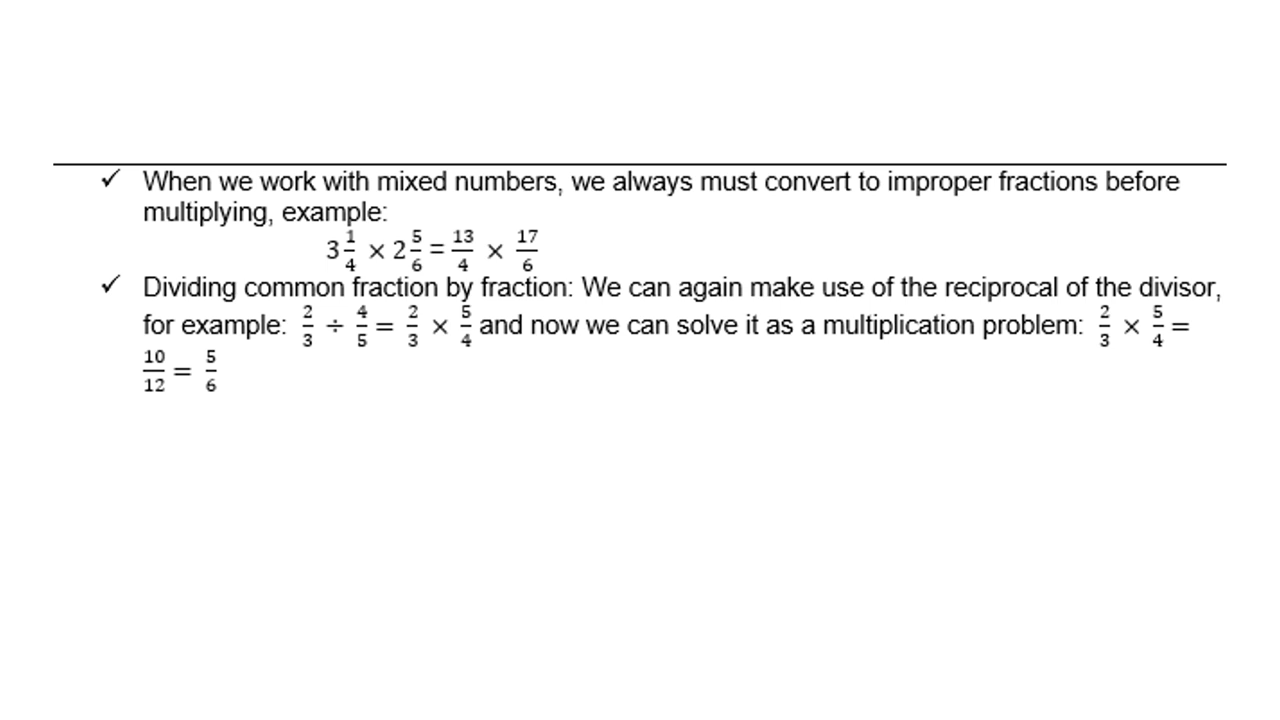 ✓ When we work with mixed numbers, we always must convert to improper fractions before
multiplying, example:
3 1/4 × 2 5/6 = 13/4 × 17/6
✓ Dividing common fraction by fraction: We can again make use of the reciprocal of the divisor,
for example: 2/3 ÷ 4/5 = 2/3 × 5/4 and now we can solve it as a multiplication problem: 2/3 × 5/4 =
10/12 = 5/6